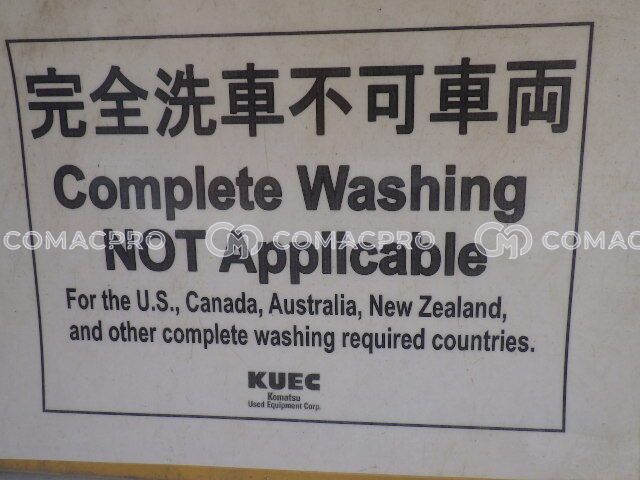 完全洗車不可車両
Complete Washing
NOT Applicable
COMACPRO COMACPRO COMAC
For the U.S., Canada, Australia, New Zealand,
and other complete washing required countries.
KUEC
Komatsu
Used Equipment Corp.